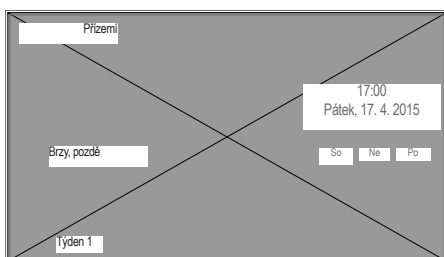 Přízemí
17:00
Pátek, 17. 4. 2015
Brzy, pozdě
So
Ne
Po
Týden 1